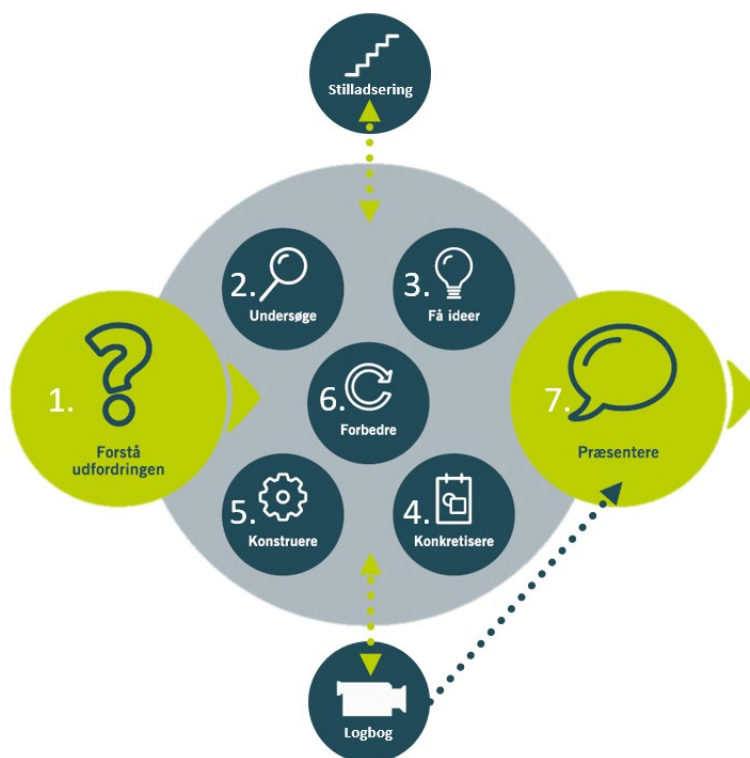 Stilladsering
2.
Undersøge
3.
Få ideer
1.
Forstå
udfordringen
6.
Forbedre
7.
Præsentere
5.
Konstruere
4.
Konkretisere
Logbog